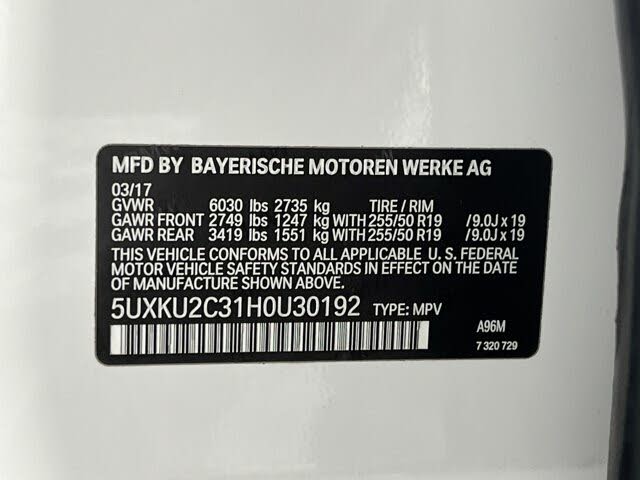 MFD BY BAYERISCHE MOTOREN WERKE AG
03/17
GVWR 6030 lbs 2735 kg TIRE / RIM
GAWR FRONT 2749 lbs 1247 kg WITH 255/50 R19 /9.0J x 19
GAWR REAR 3419 lbs 1551 kg WITH 255/50 R19 /9.0J x 19
THIS VEHICLE CONFORMS TO ALL APPLICABLE U. S. FEDERAL
MOTOR VEHICLE SAFETY STANDARDS IN EFFECT ON THE DATE
OF MANUFACTURE SHOWN ABOVE.
5UXKU2C31H0U30192 TYPE: MPV
A96M
7 320 729